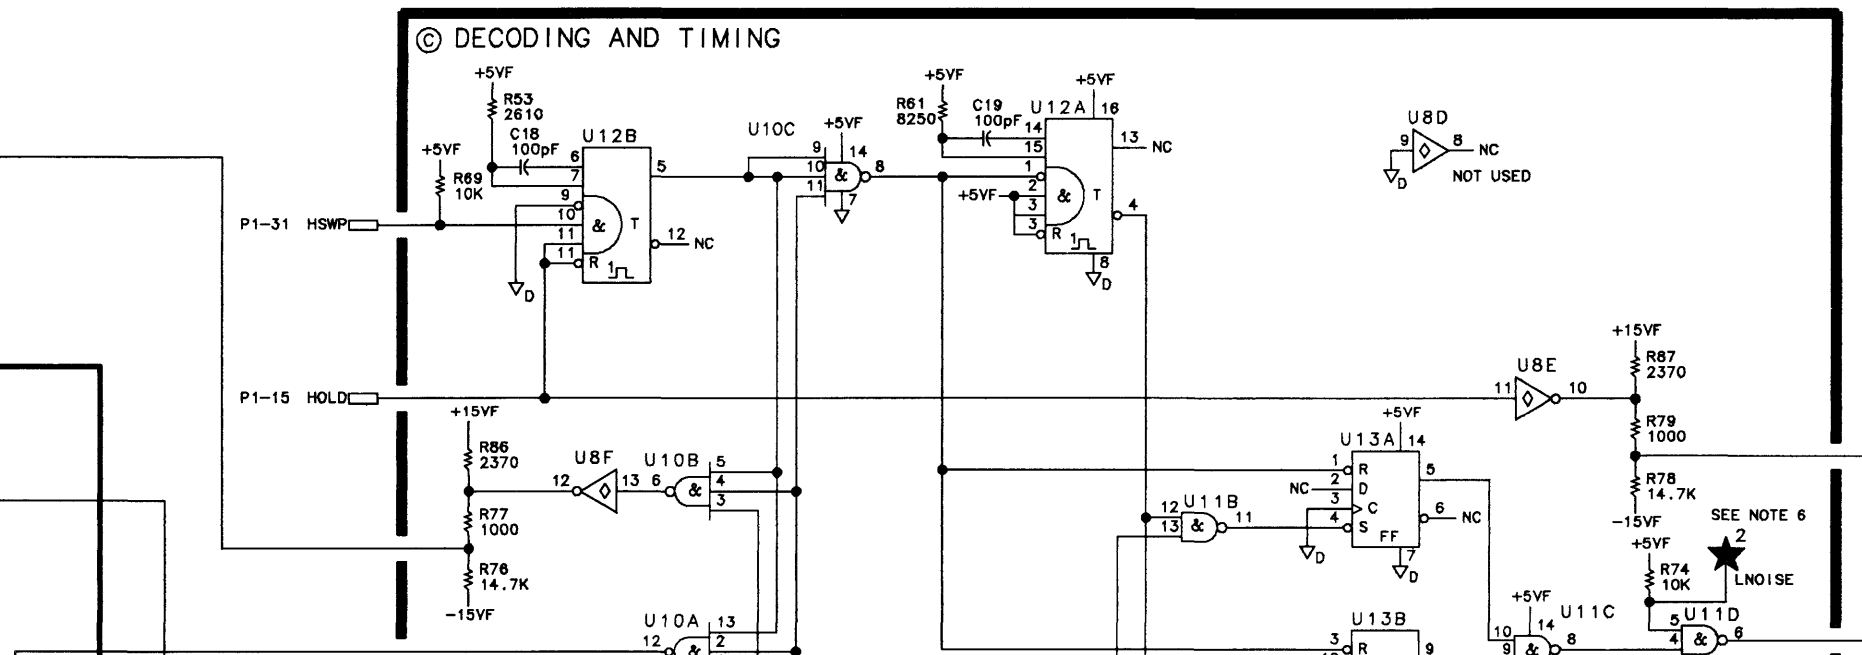 © DECODING AND TIMING
+5VF
R53
2610
C18
100pF
U12B
+5VF
R69
10K
6
7
9
10
11
11
&
T
R
1
5
12
NC
D
P1-31 HSWP
U10C
+5VF
14
9
10
11
&
8
7
+5VF
R61
8250
C19
100pF
U12A
+5VF
16
14
15
1
2
3
3
+5VF
&
T
R
1
13
NC
4
8
D
U8D
9
8
NC
D
NOT USED
P1-15 HOLD
U8E
11
10
+15VF
R87
2370
R79
1000
R78
14.7K
-15VF
+15VF
R86
2370
R77
1000
R76
14.7K
-15VF
U8F
12
13
U10B
6
&
5
4
3
U10A
12
&
13
2
U11B
12
13
&
11
U13A
+5VF
14
1
2
3
4
NC
R
D
C
S
FF
5
6
NC
7
D
D
SEE NOTE 6
2
LNOISE
+5VF
R74
10K
U11D
5
4
&
6
+5VF
U11C
14
10
9
&
8
U13B
3
R
9